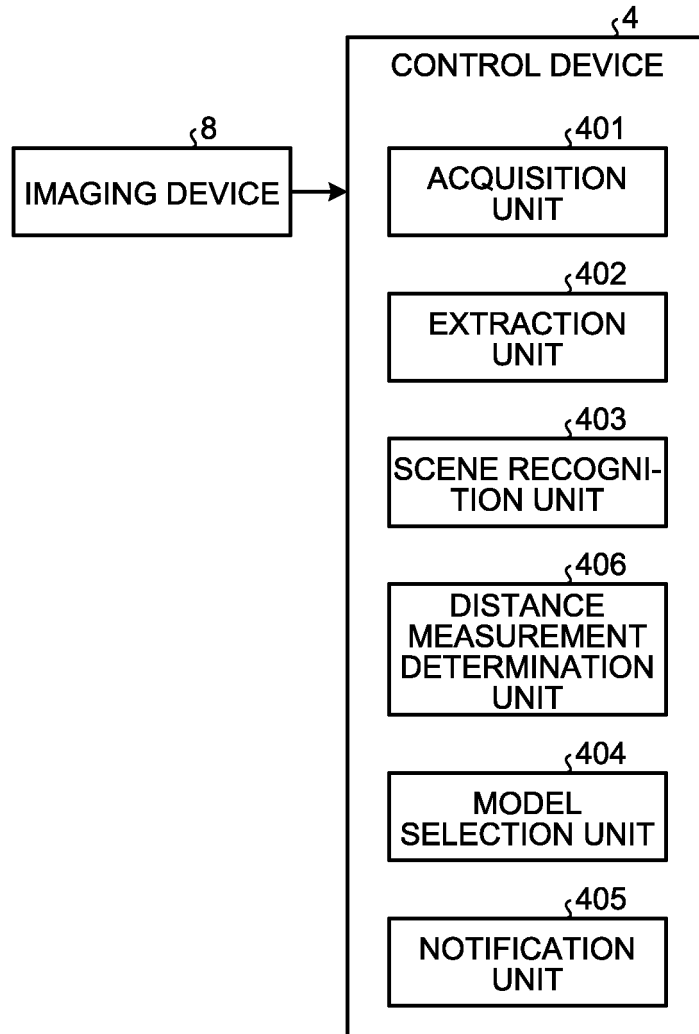 4
CONTROL DEVICE
8
IMAGING DEVICE
401
ACQUISITION
UNIT
402
EXTRACTION
UNIT
403
SCENE RECOGNI-
TION UNIT
406
DISTANCE
MEASUREMENT
DETERMINATION
UNIT
404
MODEL
SELECTION UNIT
405
NOTIFICATION
UNIT